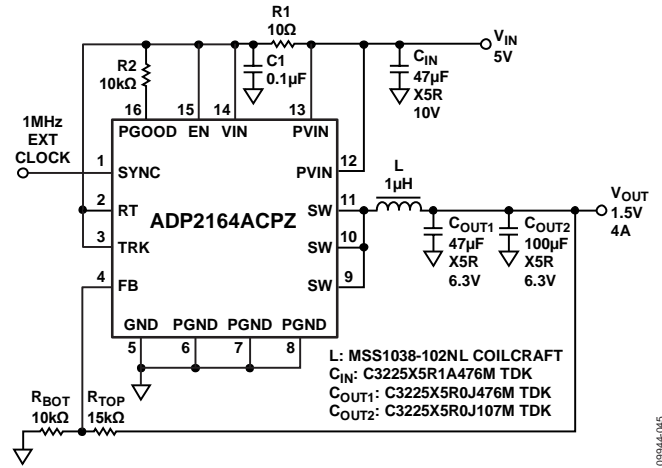 R1
10Ω
VIN
5V
R2
10kΩ
C1
0.1µF
CIN
47µF
X5R
10V
16
15
14
13
PGOOD
EN
VIN
PVIN
1MHz
EXT
CLOCK
1
SYNC
PVIN
12
L
1µH
2
RT
SW
11
VOUT
1.5V
4A
ADP2164ACPZ
3
TRK
SW
10
COUT1
47µF
X5R
6.3V
COUT2
100µF
X5R
6.3V
4
FB
SW
9
GND
PGND
PGND
PGND
5
6
7
8
L: MSS1038-102NL COILCRAFT
CIN: C3225X5R1A476M TDK
COUT1: C3225X5R0J476M TDK
COUT2: C3225X5R0J107M TDK
RBOT
10kΩ
RTOP
15kΩ
09944-045